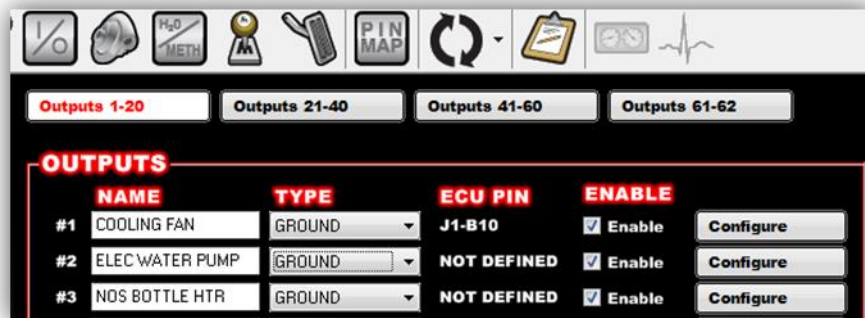 I/O H₂O METH PIN MAP
Outputs 1-20 Outputs 21-40 Outputs 41-60 Outputs 61-62
OUTPUTS
NAME TYPE ECU PIN ENABLE
#1 COOLING FAN GROUND J1-B10 Enable Configure
#2 ELEC WATER PUMP GROUND NOT DEFINED Enable Configure
#3 NOS BOTTLE HTR GROUND NOT DEFINED Enable Configure